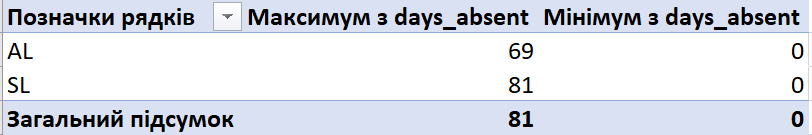 Позначки рядків Максимум з days_absent Мінімум з days_absent
AL 69 0
SL 81 0
Загальний підсумок 81 0